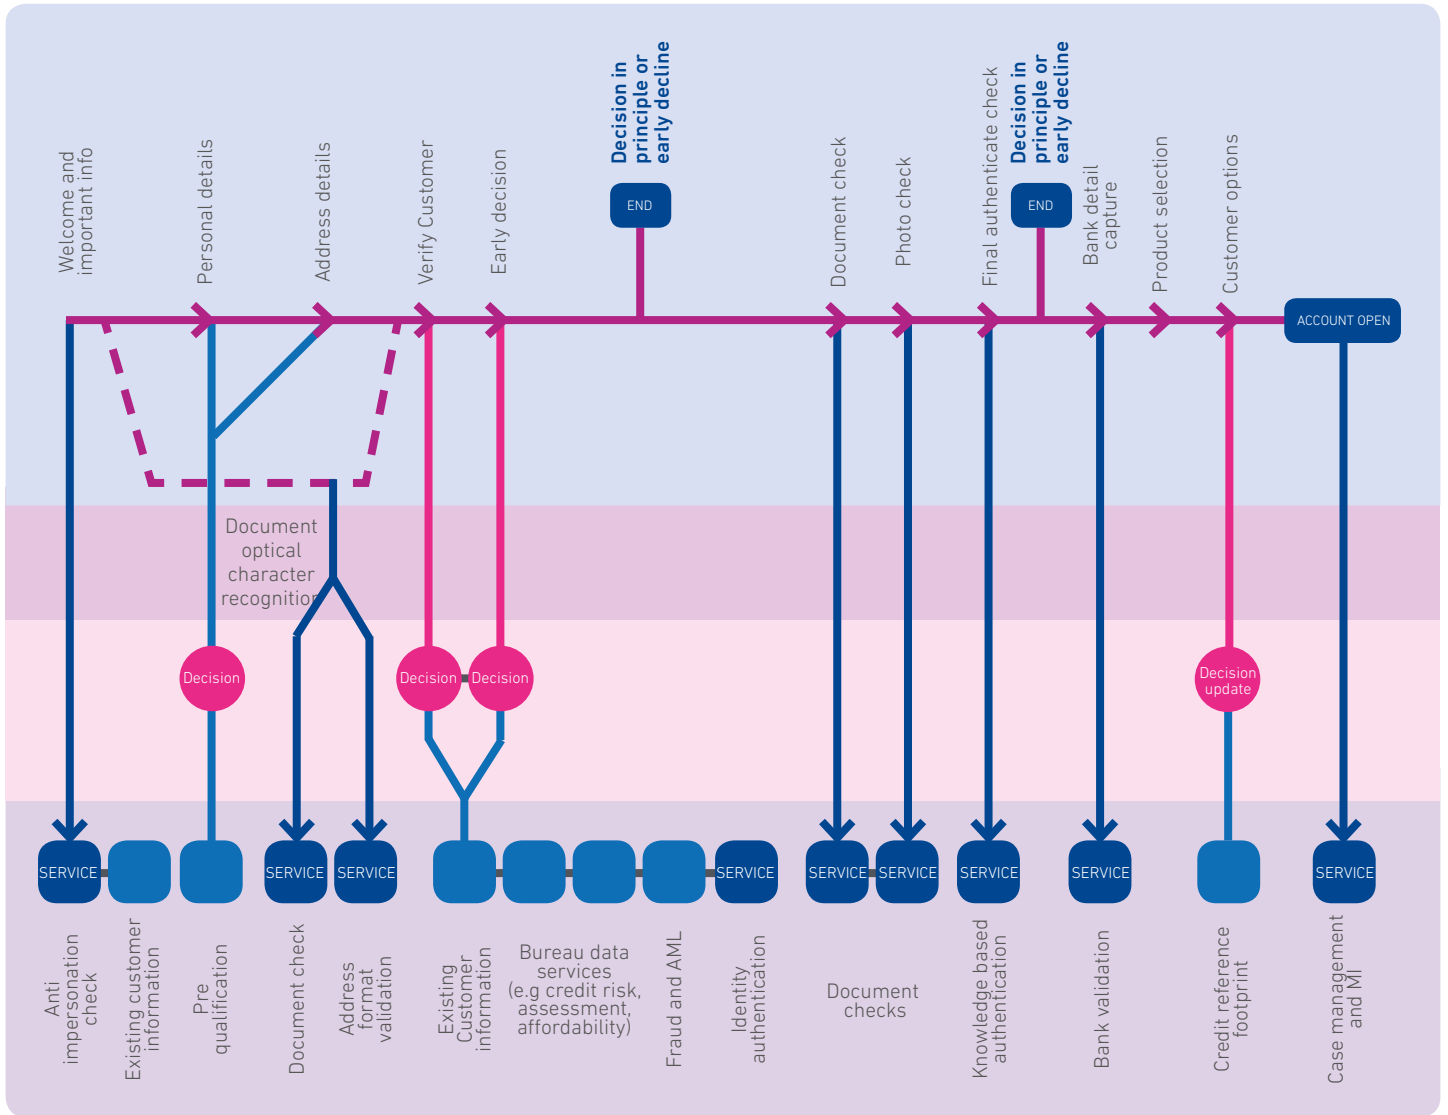 Welcome and
important info
Personal details
Address details
Verify Customer
Early decision
Decision in
principle or
early decline
END
Document check
Photo check
Final authenticate check
Decision in
principle or
early decline
END
Bank detail
capture
Product selection
Customer options
ACCOUNT OPEN
Document
optical
character
recognition
Decision
Decision
Decision
Decision
update
SERVICE
SERVICE
SERVICE
SERVICE
SERVICE
SERVICE
SERVICE
SERVICE
SERVICE
Anti
impersonation
check
Existing customer
information
Pre
qualification
Document check
Address
format
validation
Existing
Customer
information
Bureau data
services
(e.g credit risk,
assessment,
affordability)
Fraud and AML
Identity
authentication
Document
checks
Knowledge based
authentication
Bank validation
Credit reference
footprint
Case management
and MI